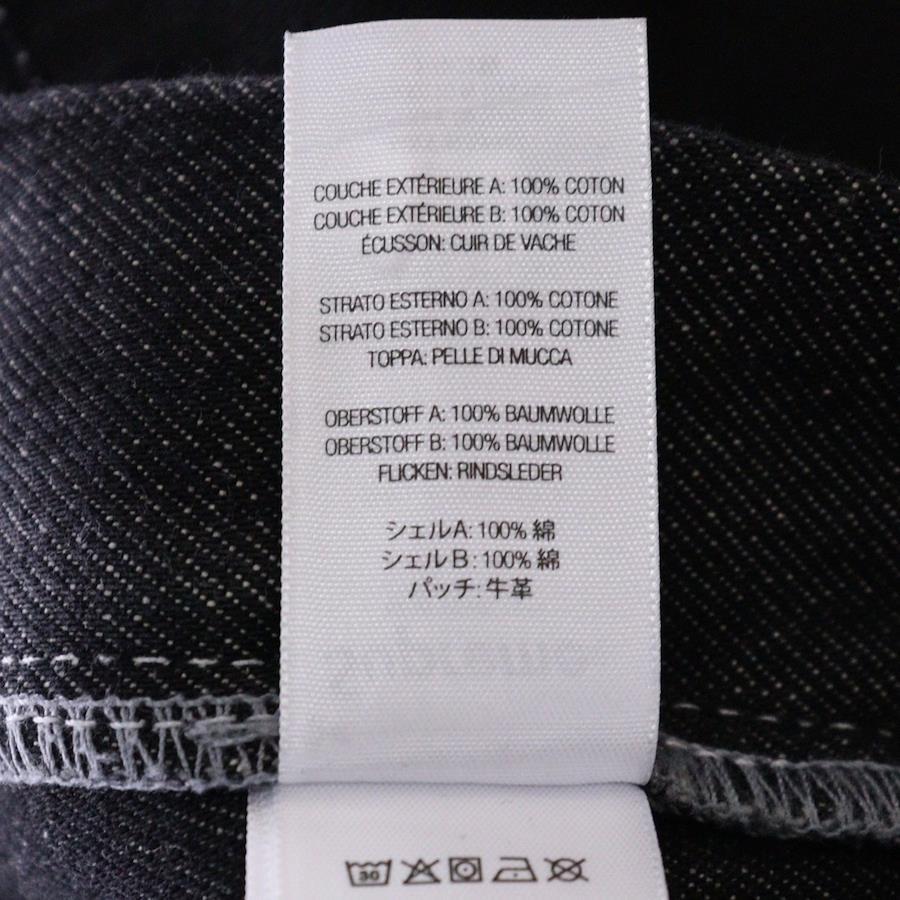 COUCHE EXTÉRIEURE A: 100% COTON
COUCHE EXTÉRIEURE B: 100% COTON
ÉCUSSON: CUIR DE VACHE
STRATO ESTERNO A: 100% COTONE
STRATO ESTERNO B: 100% COTONE
TOPPA: PELLE DI MUCCA
OBERSTOFF A: 100% BAUMWOLLE
OBERSTOFF B: 100% BAUMWOLLE
FLICKEN: RINDSLEDER
シェルA: 100% 綿
シェルB: 100% 綿
パッチ: 牛革
30